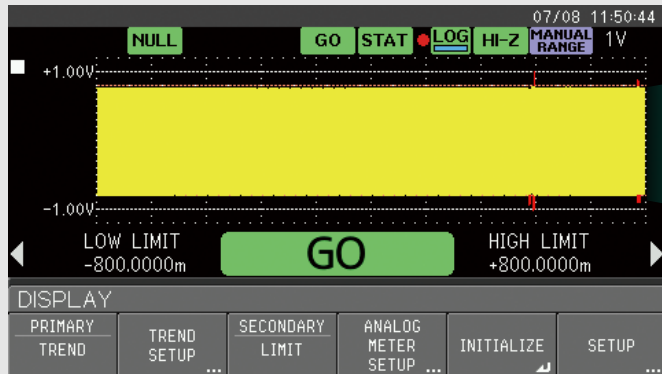 07/08 11:50:44
NULL GO STAT LOG HI-Z MANUAL RANGE 1V
+1.00V
-1.00V
LOW LIMIT GO HIGH LIMIT
-800.0000m +800.0000m
DISPLAY
PRIMARY TREND
TREND SETUP ...
SECONDARY LIMIT
ANALOG METER SETUP ...
INITIALIZE
SETUP ...